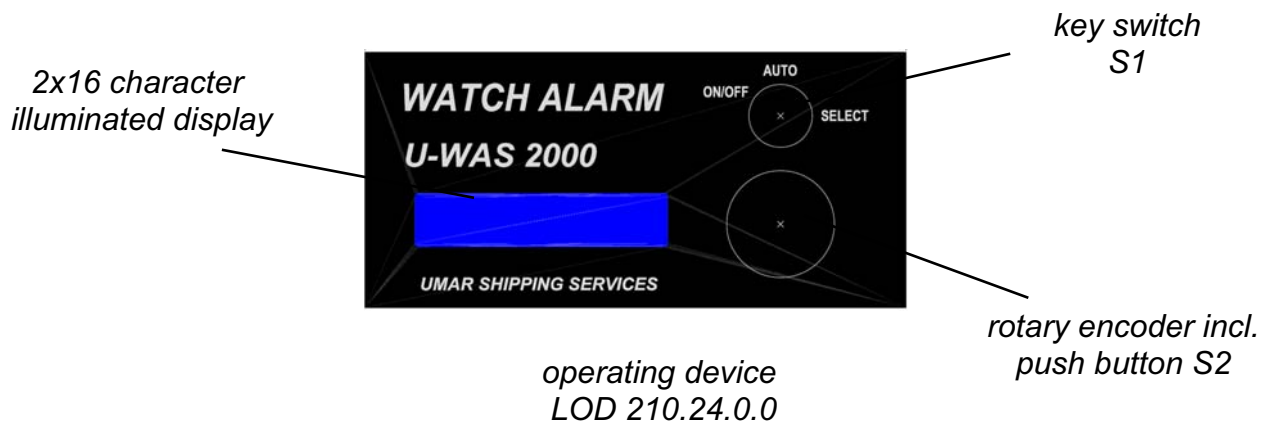 key switch
S1
2x16 character
illuminated display
AUTO
ON/OFF
SELECT
WATCH ALARM
U-WAS 2000
UMAR SHIPPING SERVICES
rotary encoder incl.
push button S2
operating device
LOD 210.24.0.0